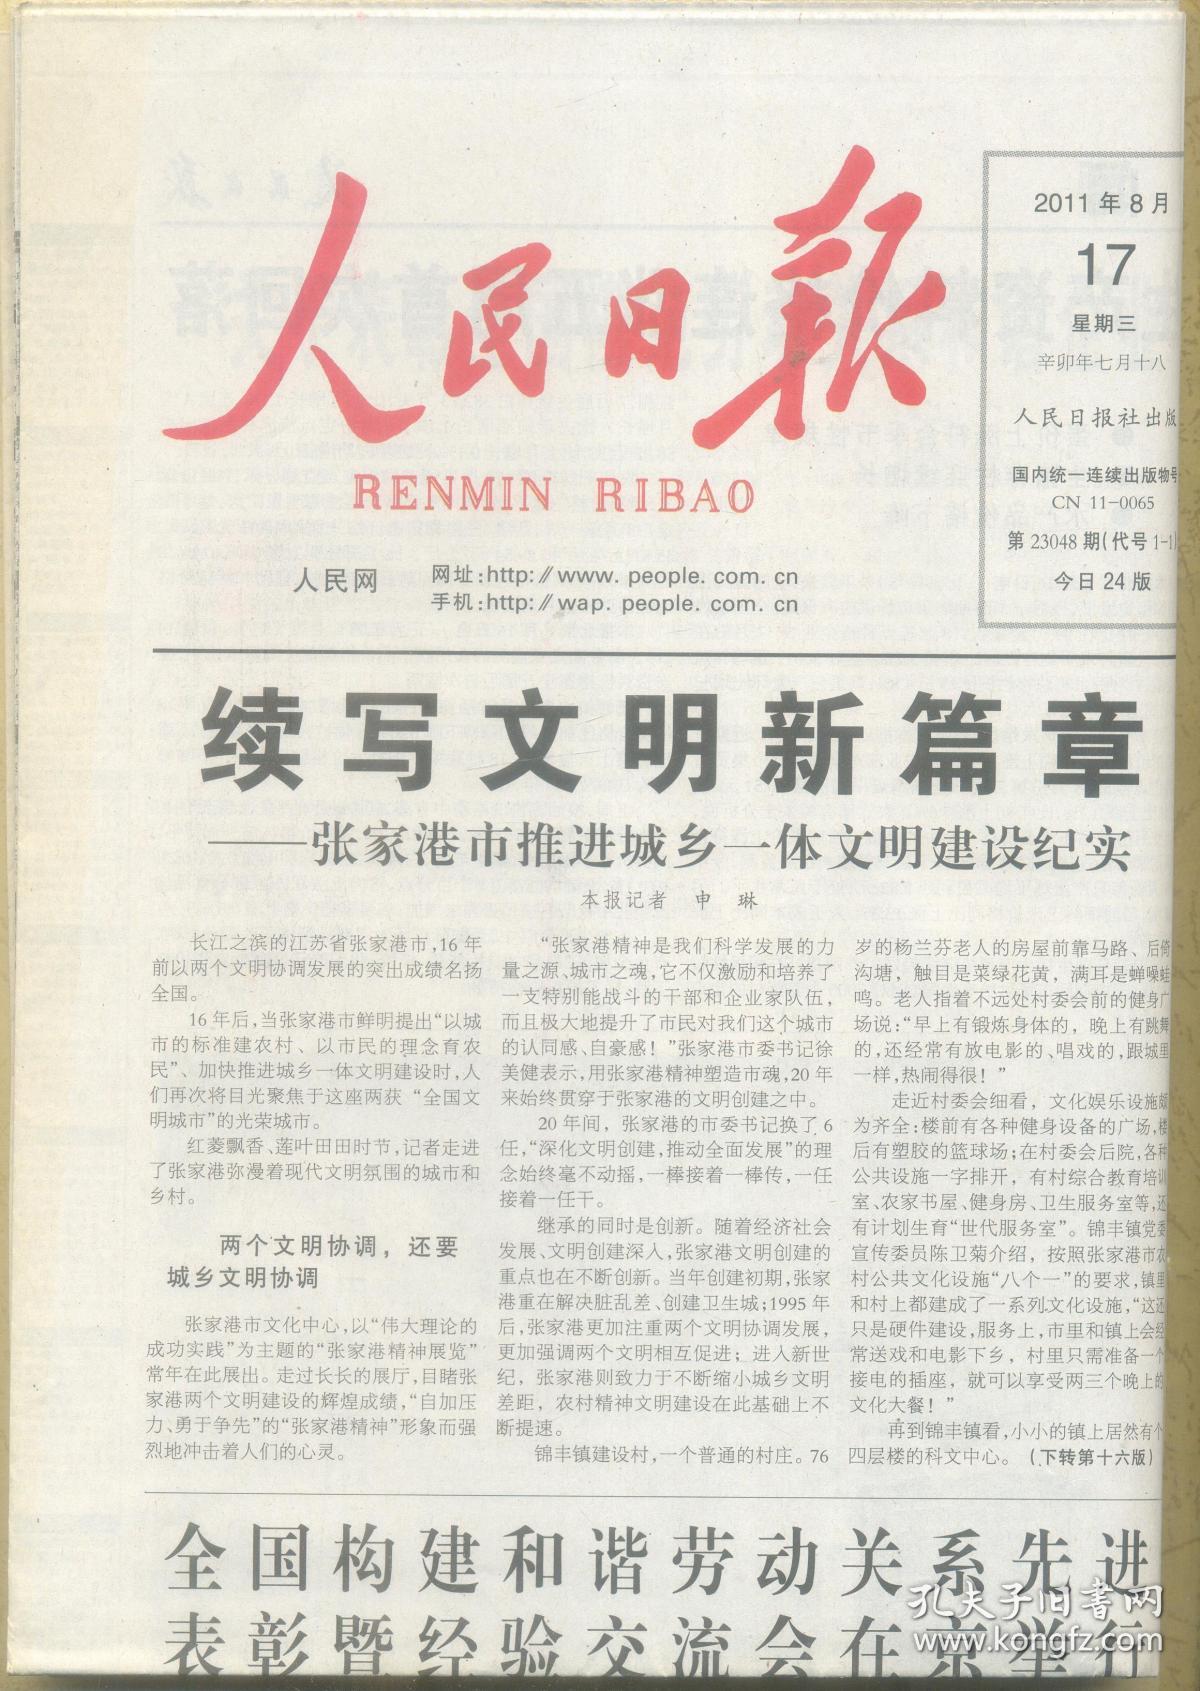 人民日报
RENMIN RIBAO
人民网
网址:http://www.people.com.cn
手机:http://wap.people.com.cn
2011年8月
17
星期三
辛卯年七月十八
人民日报社出版
国内统一连续出版物号
CN 11-0065
第23048期(代号1-1)
今日24版
续写文明新篇章
——张家港市推进城乡一体文明建设纪实
本报记者 申 琳
长江之滨的江苏省张家港市,16年
前以两个文明协调发展的突出成绩名扬
全国。
16年后,当张家港市鲜明提出“以城
市的标准建农村、以市民的理念育农
民”、加快推进城乡一体文明建设时,人
们再次将目光聚焦于这座两获“全国文
明城市”的光荣城市。
红菱飘香、莲叶田田时节,记者走进
了张家港弥漫着现代文明氛围的城市和
乡村。
两个文明协调,还要
城乡文明协调
张家港市文化中心,以“伟大理论的
成功实践”为主题的“张家港精神展览”
常年在此展出。走过长长的展厅,目睹张
家港两个文明建设的辉煌成绩,“自加压
力、勇于争先”的“张家港精神”形象而强
烈地冲击着人们的心灵。
“张家港精神是我们科学发展的力
量之源、城市之魂,它不仅激励和培养了
一支特别能战斗的干部和企业家队伍,
而且极大地提升了市民对我们这个城市
的认同感、自豪感！”张家港市委书记徐
美健表示,用张家港精神塑造市魂,20年
来始终贯穿于张家港的文明创建之中。
20年间，张家港的市委书记换了6
任,“深化文明创建,推动全面发展”的理
念始终毫不动摇,一棒接着一棒传,一任
接着一任干。
继承的同时是创新。随着经济社会
发展、文明创建深入,张家港文明创建的
重点也在不断创新。当年创建初期,张家
港重在解决脏乱差、创建卫生城;1995年
后,张家港更加注重两个文明协调发展,
更加强调两个文明相互促进；进入新世
纪，张家港则致力于不断缩小城乡文明
差距，农村精神文明建设在此基础上不
断提速。
锦丰镇建设村,一个普通的村庄。76
岁的杨兰芬老人的房屋前靠马路、后倚
沟塘，触目是菜绿花黄，满耳是蝉噪蛙
鸣。老人指着不远处村委会前的健身广
场说:“早上有锻炼身体的，晚上有跳舞
的,还经常有放电影的、唱戏的,跟城里
一样,热闹得很！”
走近村委会细看，文化娱乐设施颇
为齐全:楼前有各种健身设备的广场,楼
后有塑胶的篮球场;在村委会后院,各种
公共设施一字排开，有村综合教育培训
室、农家书屋、健身房、卫生服务室等,还
有计划生育“世代服务室”。锦丰镇党委
宣传委员陈卫菊介绍，按照张家港市农
村公共文化设施“八个一”的要求,镇里
和村上都建成了一系列文化设施,“这还
只是硬件建设,服务上,市里和镇上会经
常送戏和电影下乡，村里只需准备一个
接电的插座，就可以享受两三个晚上的
文化大餐！”
再到锦丰镇看,小小的镇上居然有个
四层楼的科文中心。(下转第十六版)
全国构建和谐劳动关系先进
表彰暨经验交流会在京举行
孔夫子旧书网
www.kongfz.com